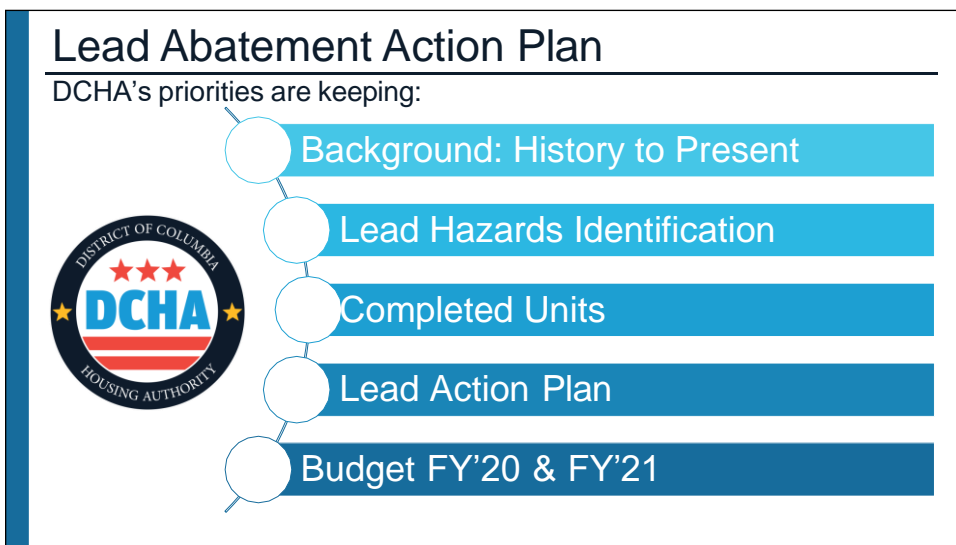 Lead Abatement Action Plan
DCHA’s priorities are keeping:
Background: History to Present
Lead Hazards Identification
DISTRICT OF COLUMBIA
DCHA
HOUSING AUTHORITY
Completed Units
Lead Action Plan
Budget FY’20 & FY’21